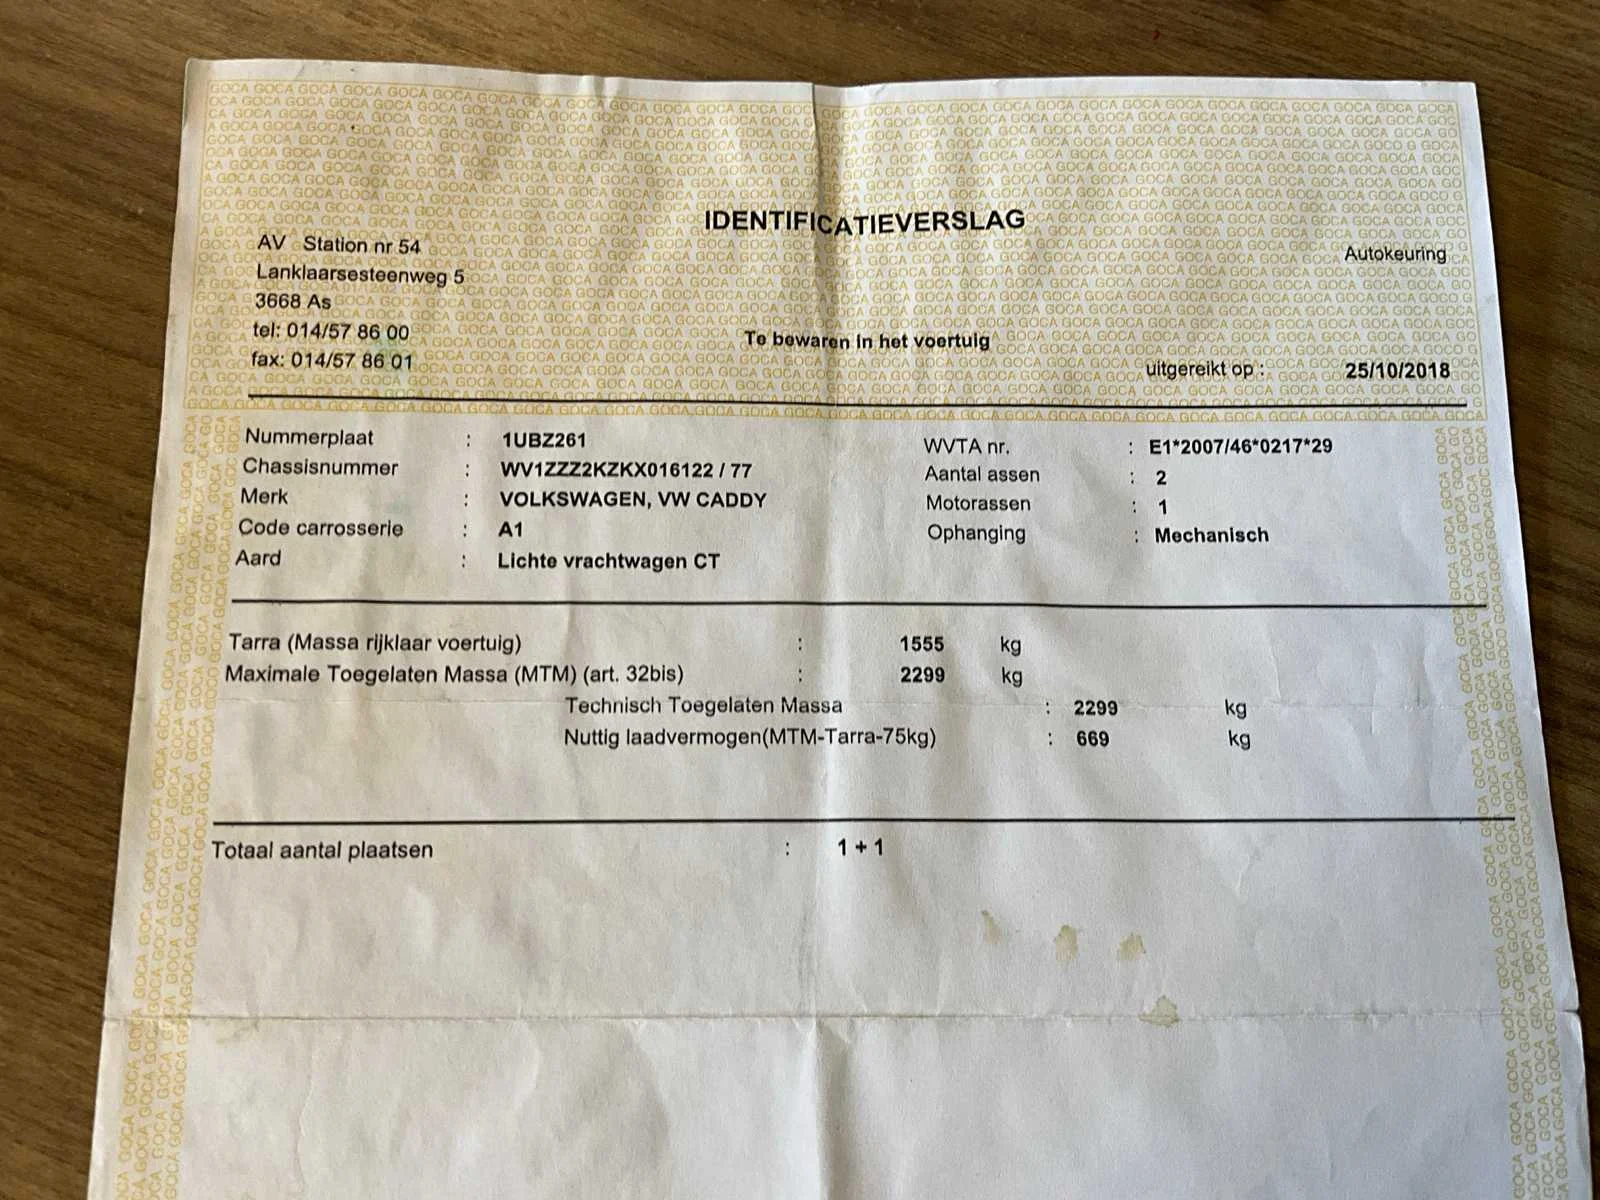 IDENTIFICATIEVERSLAG
AV Station nr 54
Autokeuring
Lanklaarsesteenweg 5
3668 As
tel: 014/57 86 00
Te bewaren in het voertuig
fax: 014/57 86 01
uitgereikt op : 25/10/2018
Nummerplaat : 1UBZ261
WVTA nr. : E1*2007/46*0217*29
Chassisnummer : WV1ZZZ2KZKX016122 / 77
Aantal assen : 2
Merk : VOLKSWAGEN, VW CADDY
Motorassen : 1
Code carrosserie : A1
Ophanging : Mechanisch
Aard : Lichte vrachtwagen CT
Tarra (Massa rijklaar voertuig) : 1555 kg
Maximale Toegelaten Massa (MTM) (art. 32bis) : 2299 kg
Technisch Toegelaten Massa : 2299 kg
Nuttig laadvermogen(MTM-Tarra-75kg) : 669 kg
Totaal aantal plaatsen : 1 + 1